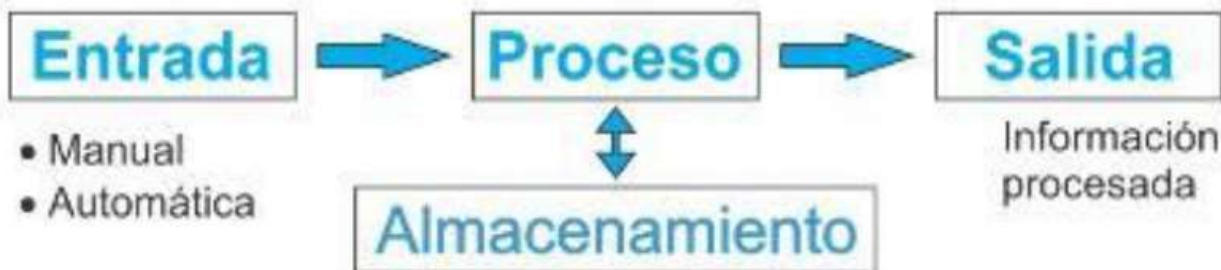 Entrada
Proceso
Salida
• Manual
• Automática
Información
procesada
Almacenamiento